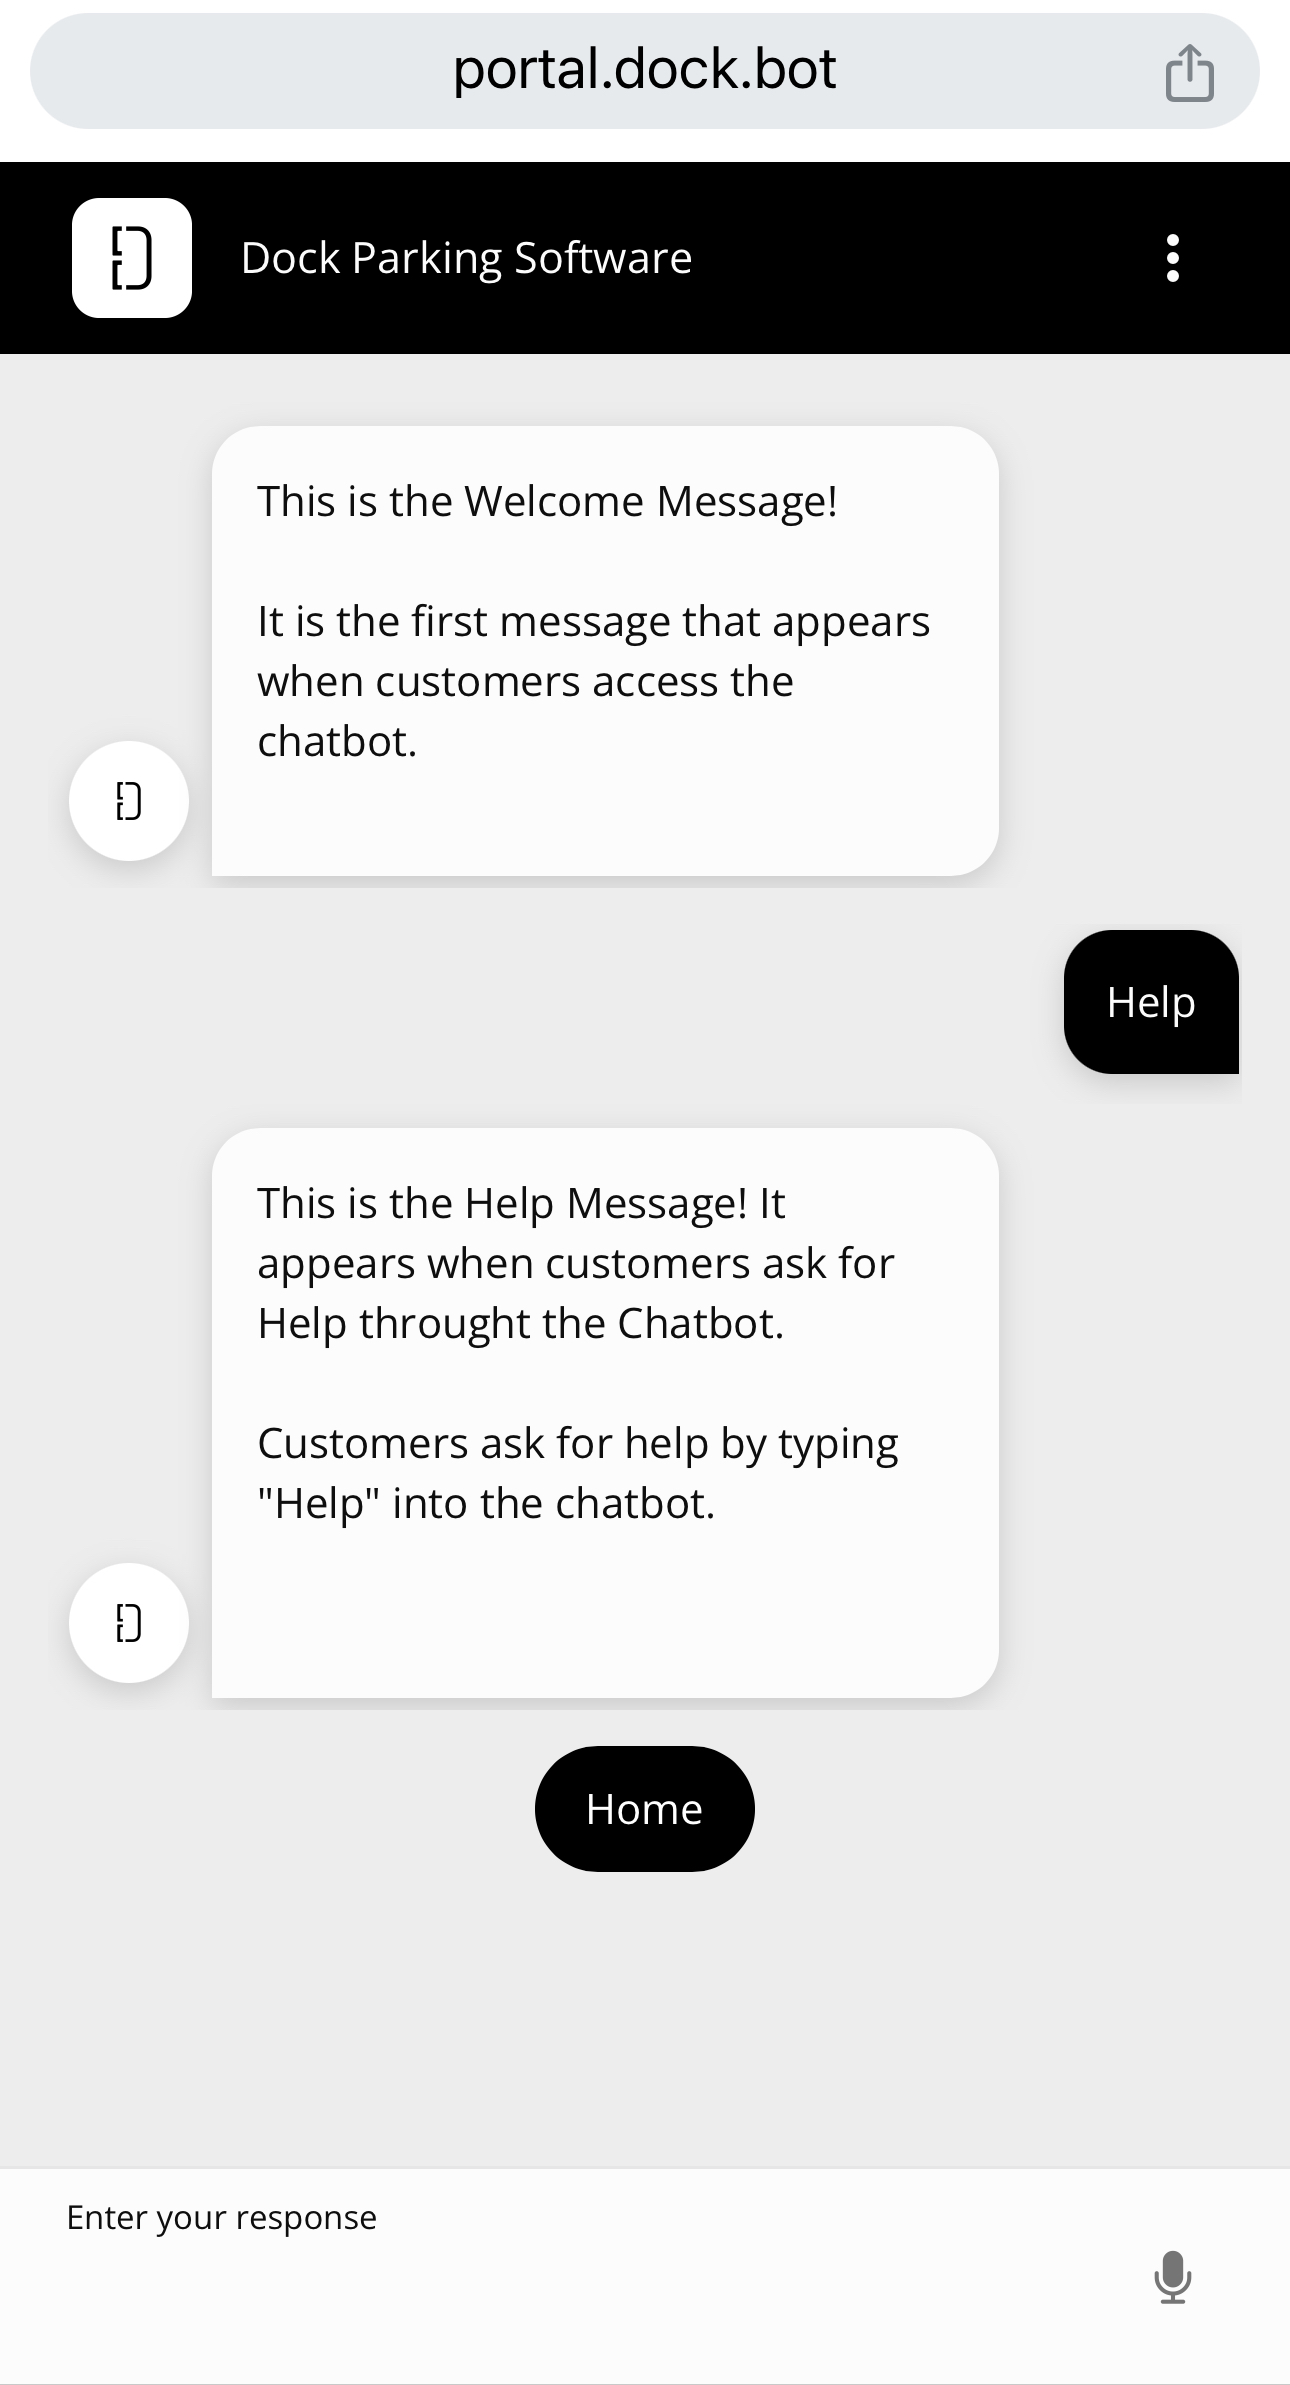 portal.dock.bot
Dock Parking Software
This is the Welcome Message!
It is the first message that appears
when customers access the
chatbot.
Help
This is the Help Message! It
appears when customers ask for
Help throught the Chatbot.
Customers ask for help by typing
"Help" into the chatbot.
Home
Enter your response